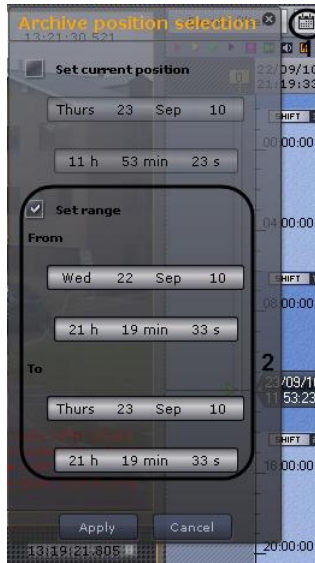 Archive position selection
13:21:30.521
Set current position
22/09/10
21:19:33
Thurs 23 Sep 10
SHIFT
11 h 53 min 23 s
00:00:00
Set range
From
04:00:00
Wed 22 Sep 10
SHIFT
08:00:00
21 h 19 min 33 s
To
2
23/09/10
11 53:23
Thurs 23 Sep 10
SHIFT
21 h 19 min 33 s
16:00:00
Apply Cancel
13:19:21.805
20:00:00